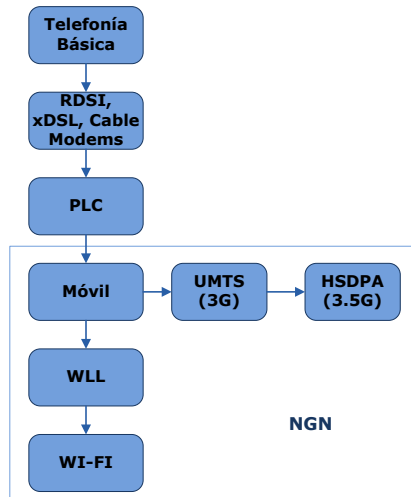 Telefonía
Básica
RDSI,
xDSL, Cable
Modems
PLC
Móvil
UMTS
(3G)
HSDPA
(3.5G)
WLL
NGN
WI-FI